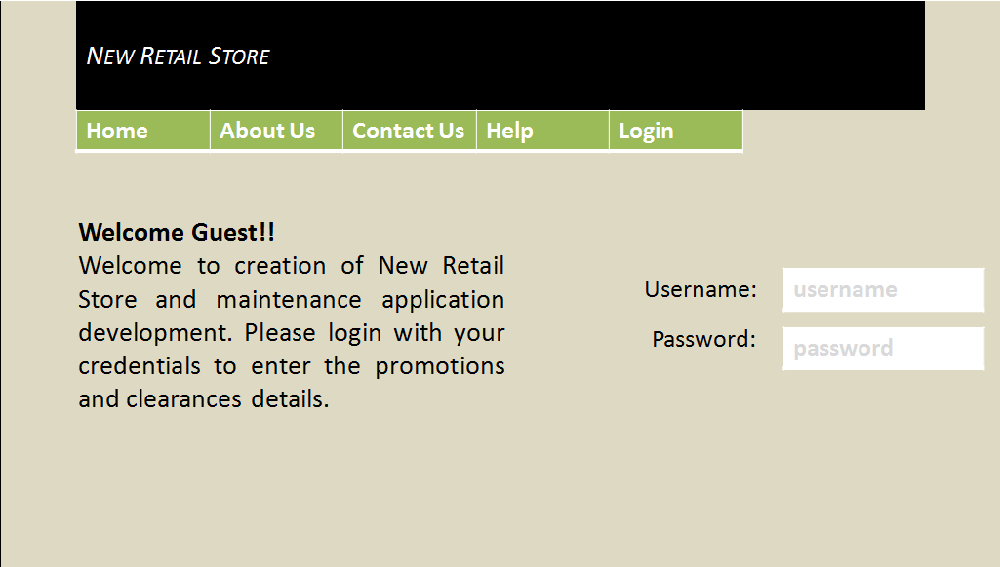 New Retail Store
Home About Us Contact Us Help Login
Welcome Guest!!
Welcome to creation of New Retail
Store and maintenance application
development. Please login with your
credentials to enter the promotions
and clearances details.
Username: username
Password: password